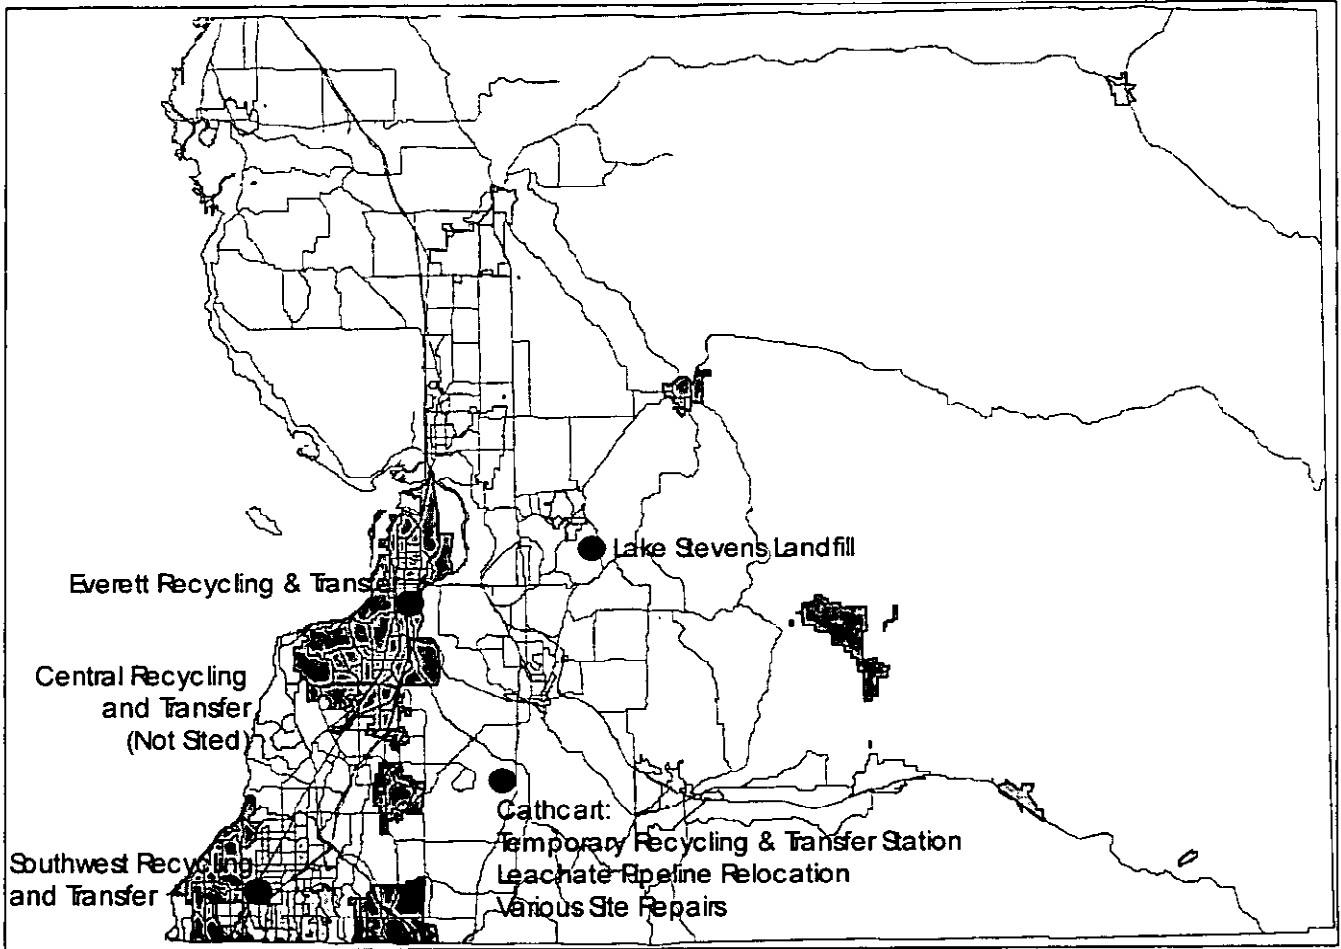 Lake Stevens Landfill
Everett Recycling & Transfer
Central Recycling
and Transfer
(Not Sited)
Cathcart:
Temporary Recycling & Transfer Station
Leachate Pipeline Relocation
Various Site Repairs
Southwest Recycling
and Transfer